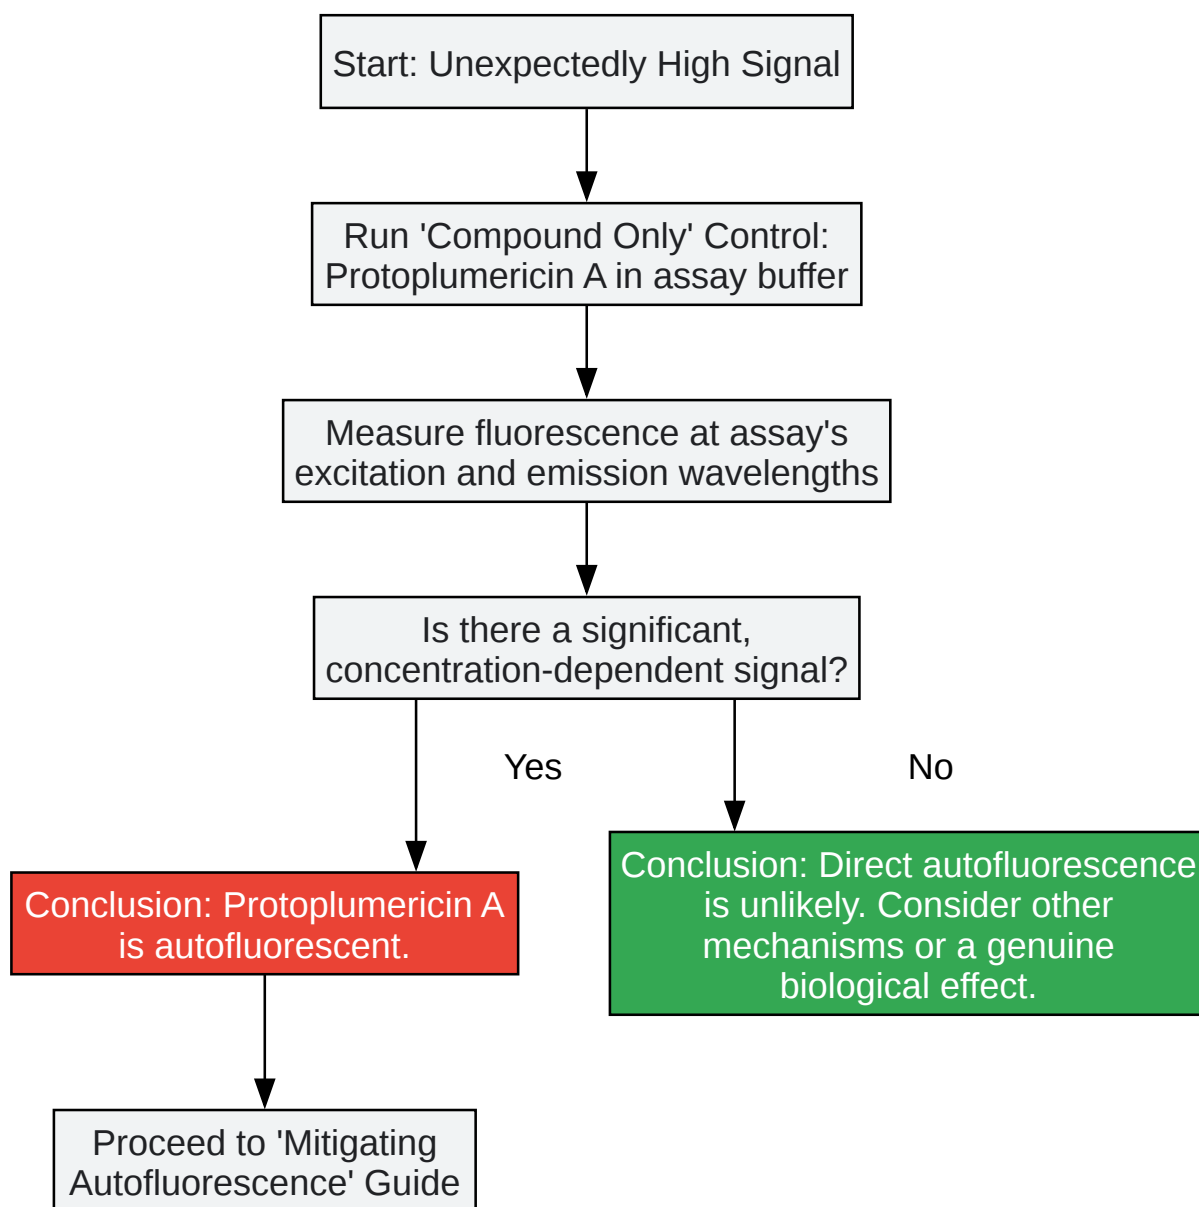 Start: Unexpectedly High Signal
Run 'Compound Only' Control:
Protoplumericin A in assay buffer
Measure fluorescence at assay's
excitation and emission wavelengths
Is there a significant,
concentration-dependent signal?
Yes
No
Conclusion: Protoplumericin A
is autofluorescent.
Conclusion: Direct autofluorescence
is unlikely. Consider other
mechanisms or a genuine
biological effect.
Proceed to 'Mitigating
Autofluorescence' Guide